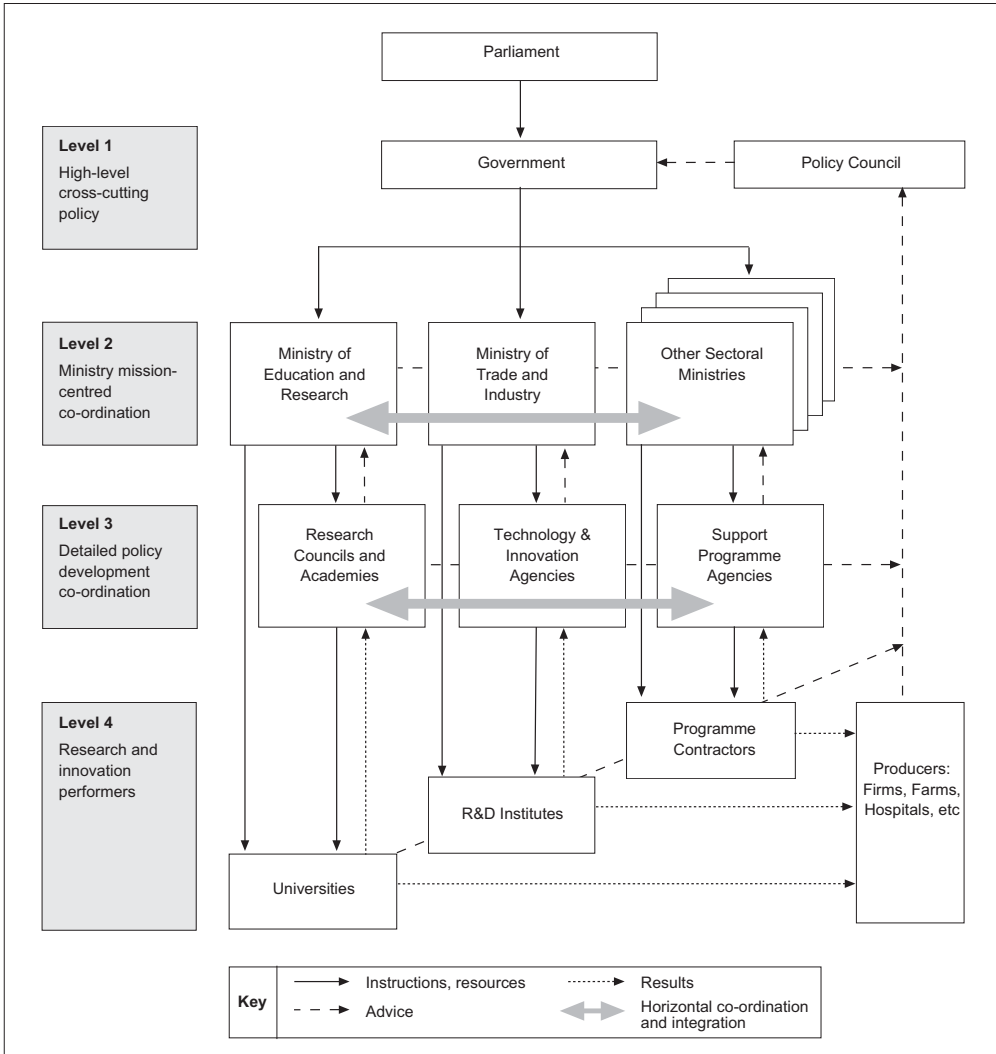 Parliament
Level 1
High-level
cross-cutting
policy
Government
Policy Council
Level 2
Ministry mission-
centred
co-ordination
Ministry of
Education and
Research
Ministry of
Trade and
Industry
Other Sectoral
Ministries
Level 3
Detailed policy
development
co-ordination
Research
Councils and
Academies
Technology &
Innovation
Agencies
Support
Programme
Agencies
Level 4
Research and
innovation
performers
Programme
Contractors
Producers:
Firms, Farms,
Hospitals, etc
R&D Institutes
Universities
Key
Instructions, resources
Advice
Results
Horizontal co-ordination
and integration